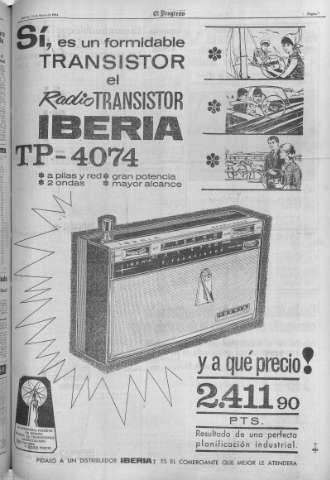 El Progreso
Sí, es un formidable
TRANSISTOR
el
Radio TRANSISTOR
IBERIA
TP-4074
* a pilas y red * gran potencia
* 2 ondas * mayor alcance
IBERIA
y a qué precio!
2.411,90
PTS.
Resultado de una perfecta
planificación industrial.
PIDALO A UN DISTRIBUIDOR IBERIA: ES EL COMERCIANTE QUE MEJOR LE ATENDERA